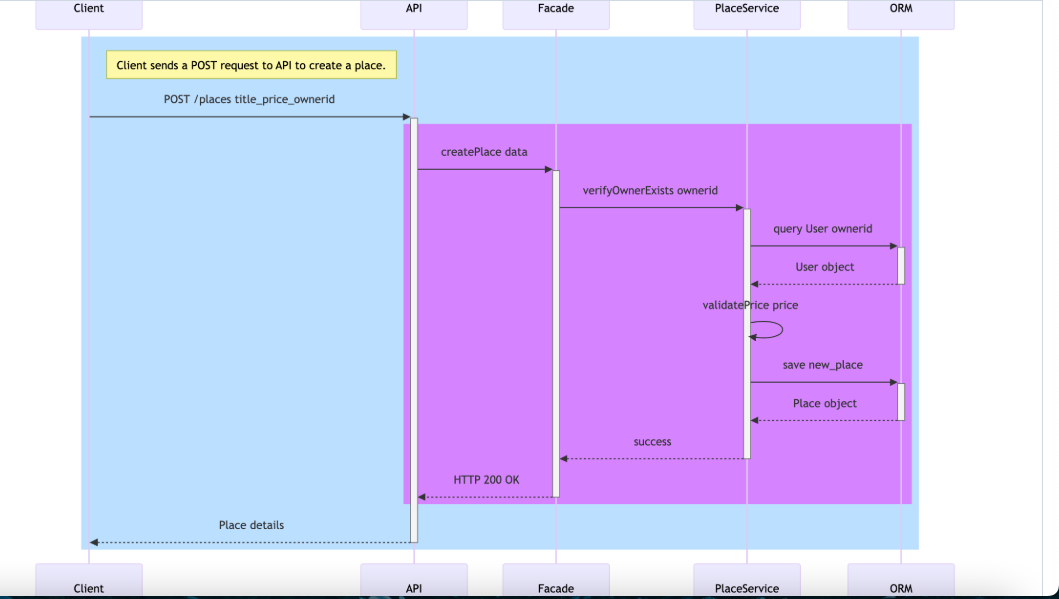 Client API Facade PlaceService ORM
Client sends a POST request to API to create a place.
POST /places title_price_ownerid
createPlace data
verifyOwnerExists ownerid
query User ownerid
User object
validatePrice price
save new_place
Place object
success
HTTP 200 OK
Place details
Client API Facade PlaceService ORM